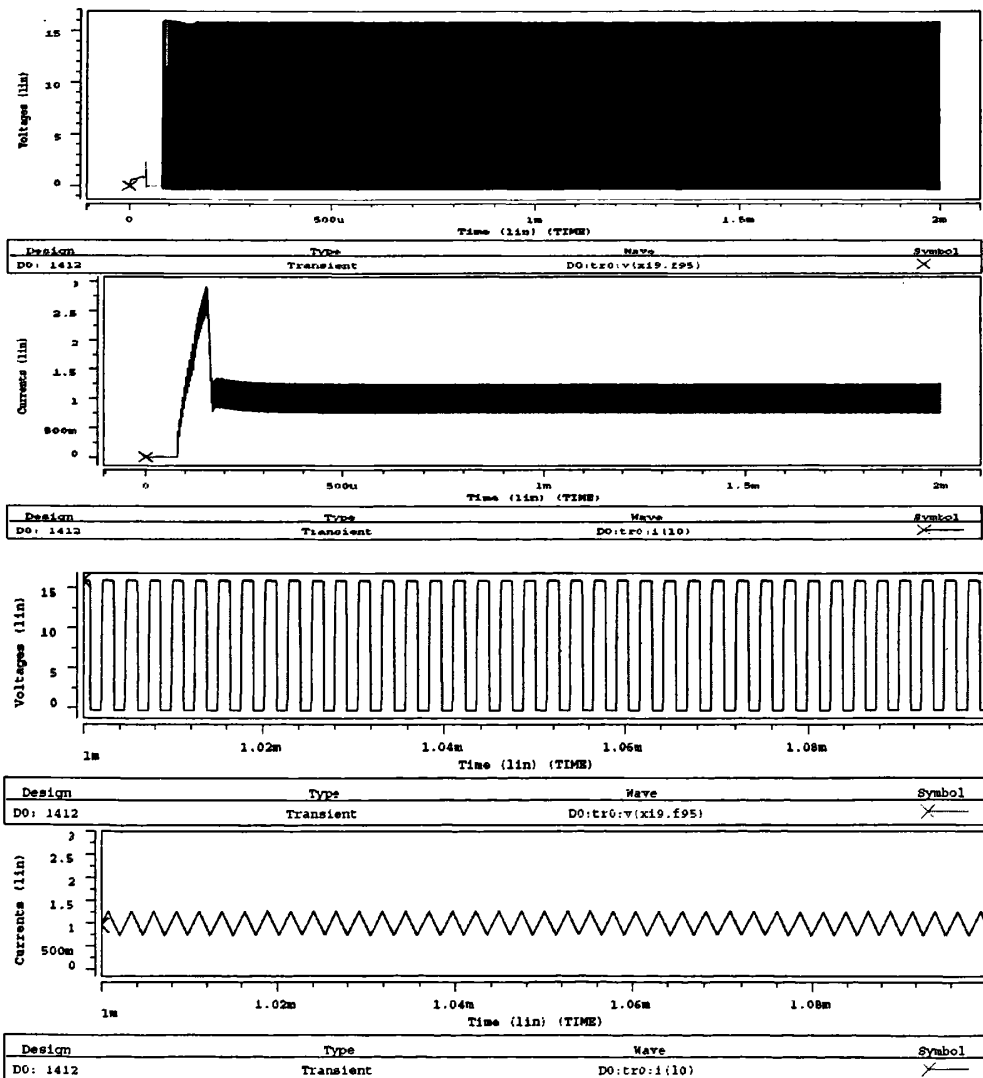 15
10
5
0
Voltages (lin)
0 500u 1m 1.5m 2m
Time (lin) (TIME)
Design Type Wave Symbol
D0: 1412 Transient D0:tr0:v(xi9.f95)
3
2.5
2
1.5
1
500m
0
Currents (lin)
0 500u 1m 1.5m 2m
Time (lin) (TIME)
Design Type Wave Symbol
D0: 1412 Transient D0:tr0:i(l0)
15
10
5
0
Voltages (lin)
1m 1.02m 1.04m 1.06m 1.08m
Time (lin) (TIME)
Design Type Wave Symbol
D0: 1412 Transient D0:tr0:v(xi9.f95)
3
2.5
2
1.5
1
500m
0
Currents (lin)
1m 1.02m 1.04m 1.06m 1.08m
Time (lin) (TIME)
Design Type Wave Symbol
D0: 1412 Transient D0:tr0:i(l0)